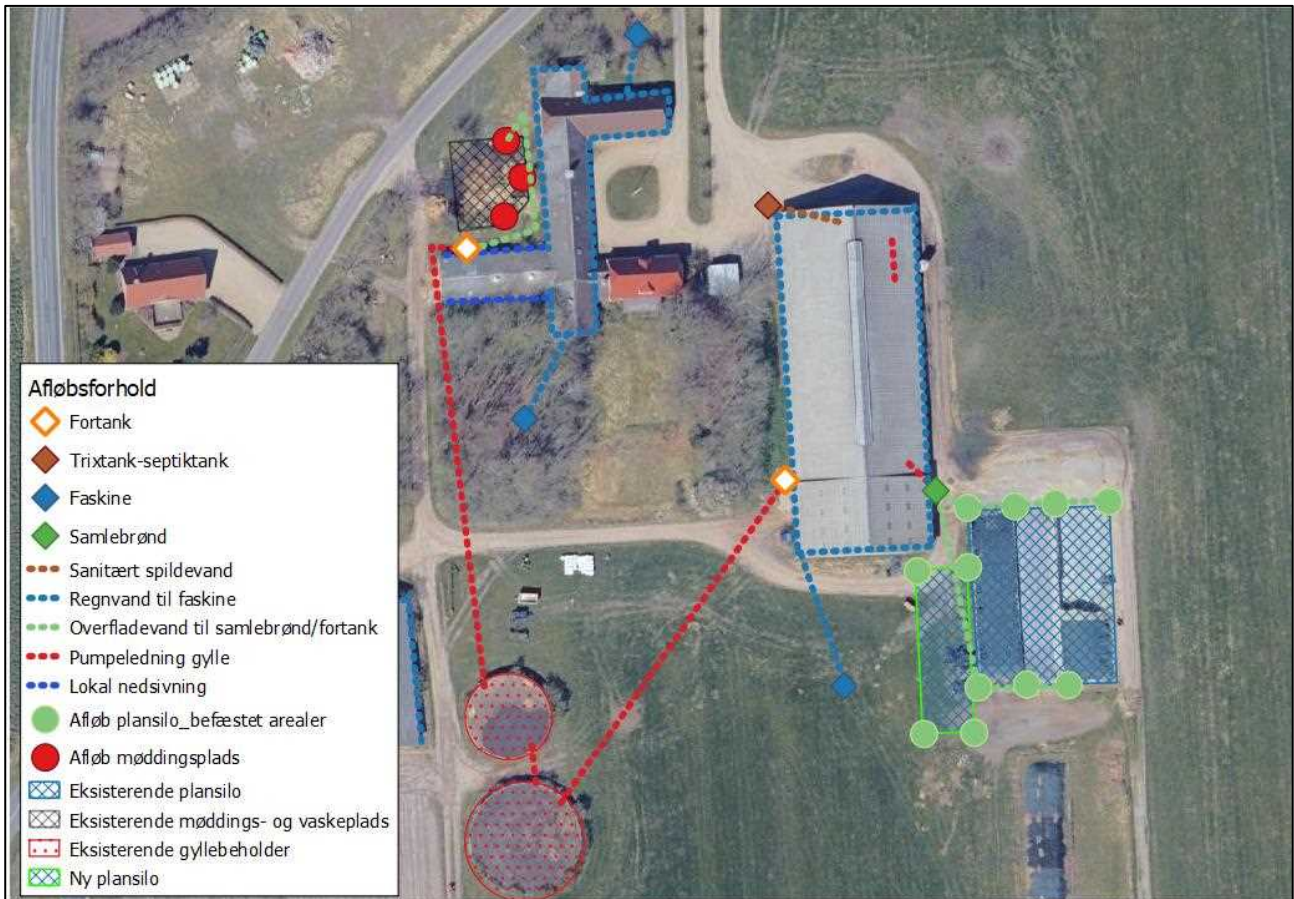 Afløbsforhold
Fortank
Trixtank-septiktank
Faskine
Samlebrønd
Sanitært spildevand
Regnvand til faskine
Overfladevand til samlebrønd/fortank
Pumpeledning gylle
Lokal nedsivning
Afløb plansilo_befæstet arealer
Afløb møddingsplads
Eksisterende plansilo
Eksisterende møddings- og vaskeplads
Eksisterende gyllebeholder
Ny plansilo